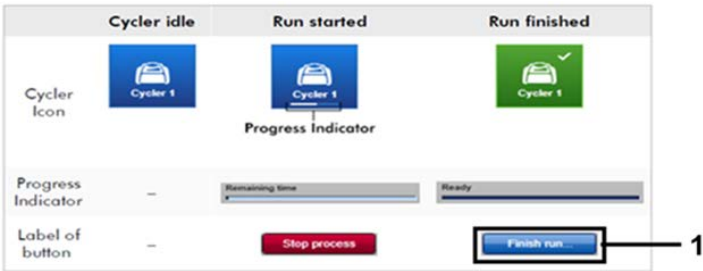 Cycler idle Run started Run finished
Cycler Icon
Cycler 1 Cycler 1 Cycler 1
Progress Indicator
Progress Indicator – Remaining time Ready
Label of button – Stop process Finish run... 1